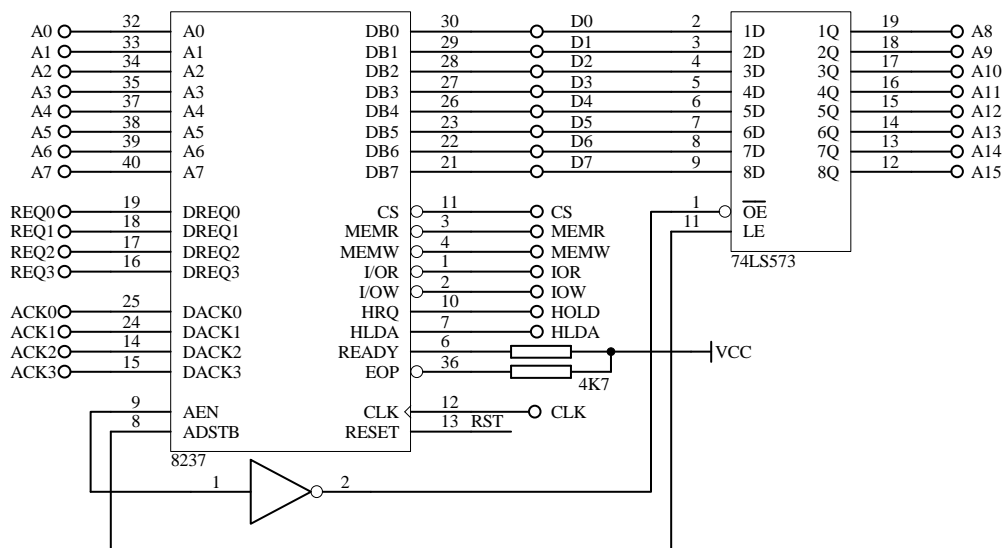 A0 32 A0 DB0 30 D0 2 1D 1Q 19 A8
A1 33 A1 DB1 29 D1 3 2D 2Q 18 A9
A2 34 A2 DB2 28 D2 4 3D 3Q 17 A10
A3 35 A3 DB3 27 D3 5 4D 4Q 16 A11
A4 37 A4 DB4 26 D4 6 5D 5Q 15 A12
A5 38 A5 DB5 23 D5 7 6D 6Q 14 A13
A6 39 A6 DB6 22 D6 8 7D 7Q 13 A14
A7 40 A7 DB7 21 D7 9 8D 8Q 12 A15
REQ0 19 DREQ0 CS 11 CS 1 OE
REQ1 18 DREQ1 MEMR 3 MEMR 11 LE
REQ2 17 DREQ2 MEMW 4 MEMW 74LS573
REQ3 16 DREQ3 I/OR 1 IOR
I/OW 2 IOW
ACK0 25 DACK0 HRQ 10 HOLD
ACK1 24 DACK1 HLDA 7 HLDA
ACK2 14 DACK2 READY 6 VCC
ACK3 15 DACK3 EOP 36 4K7
9 AEN CLK 12 CLK
8 ADSTB RESET 13 RST
8237
1 2